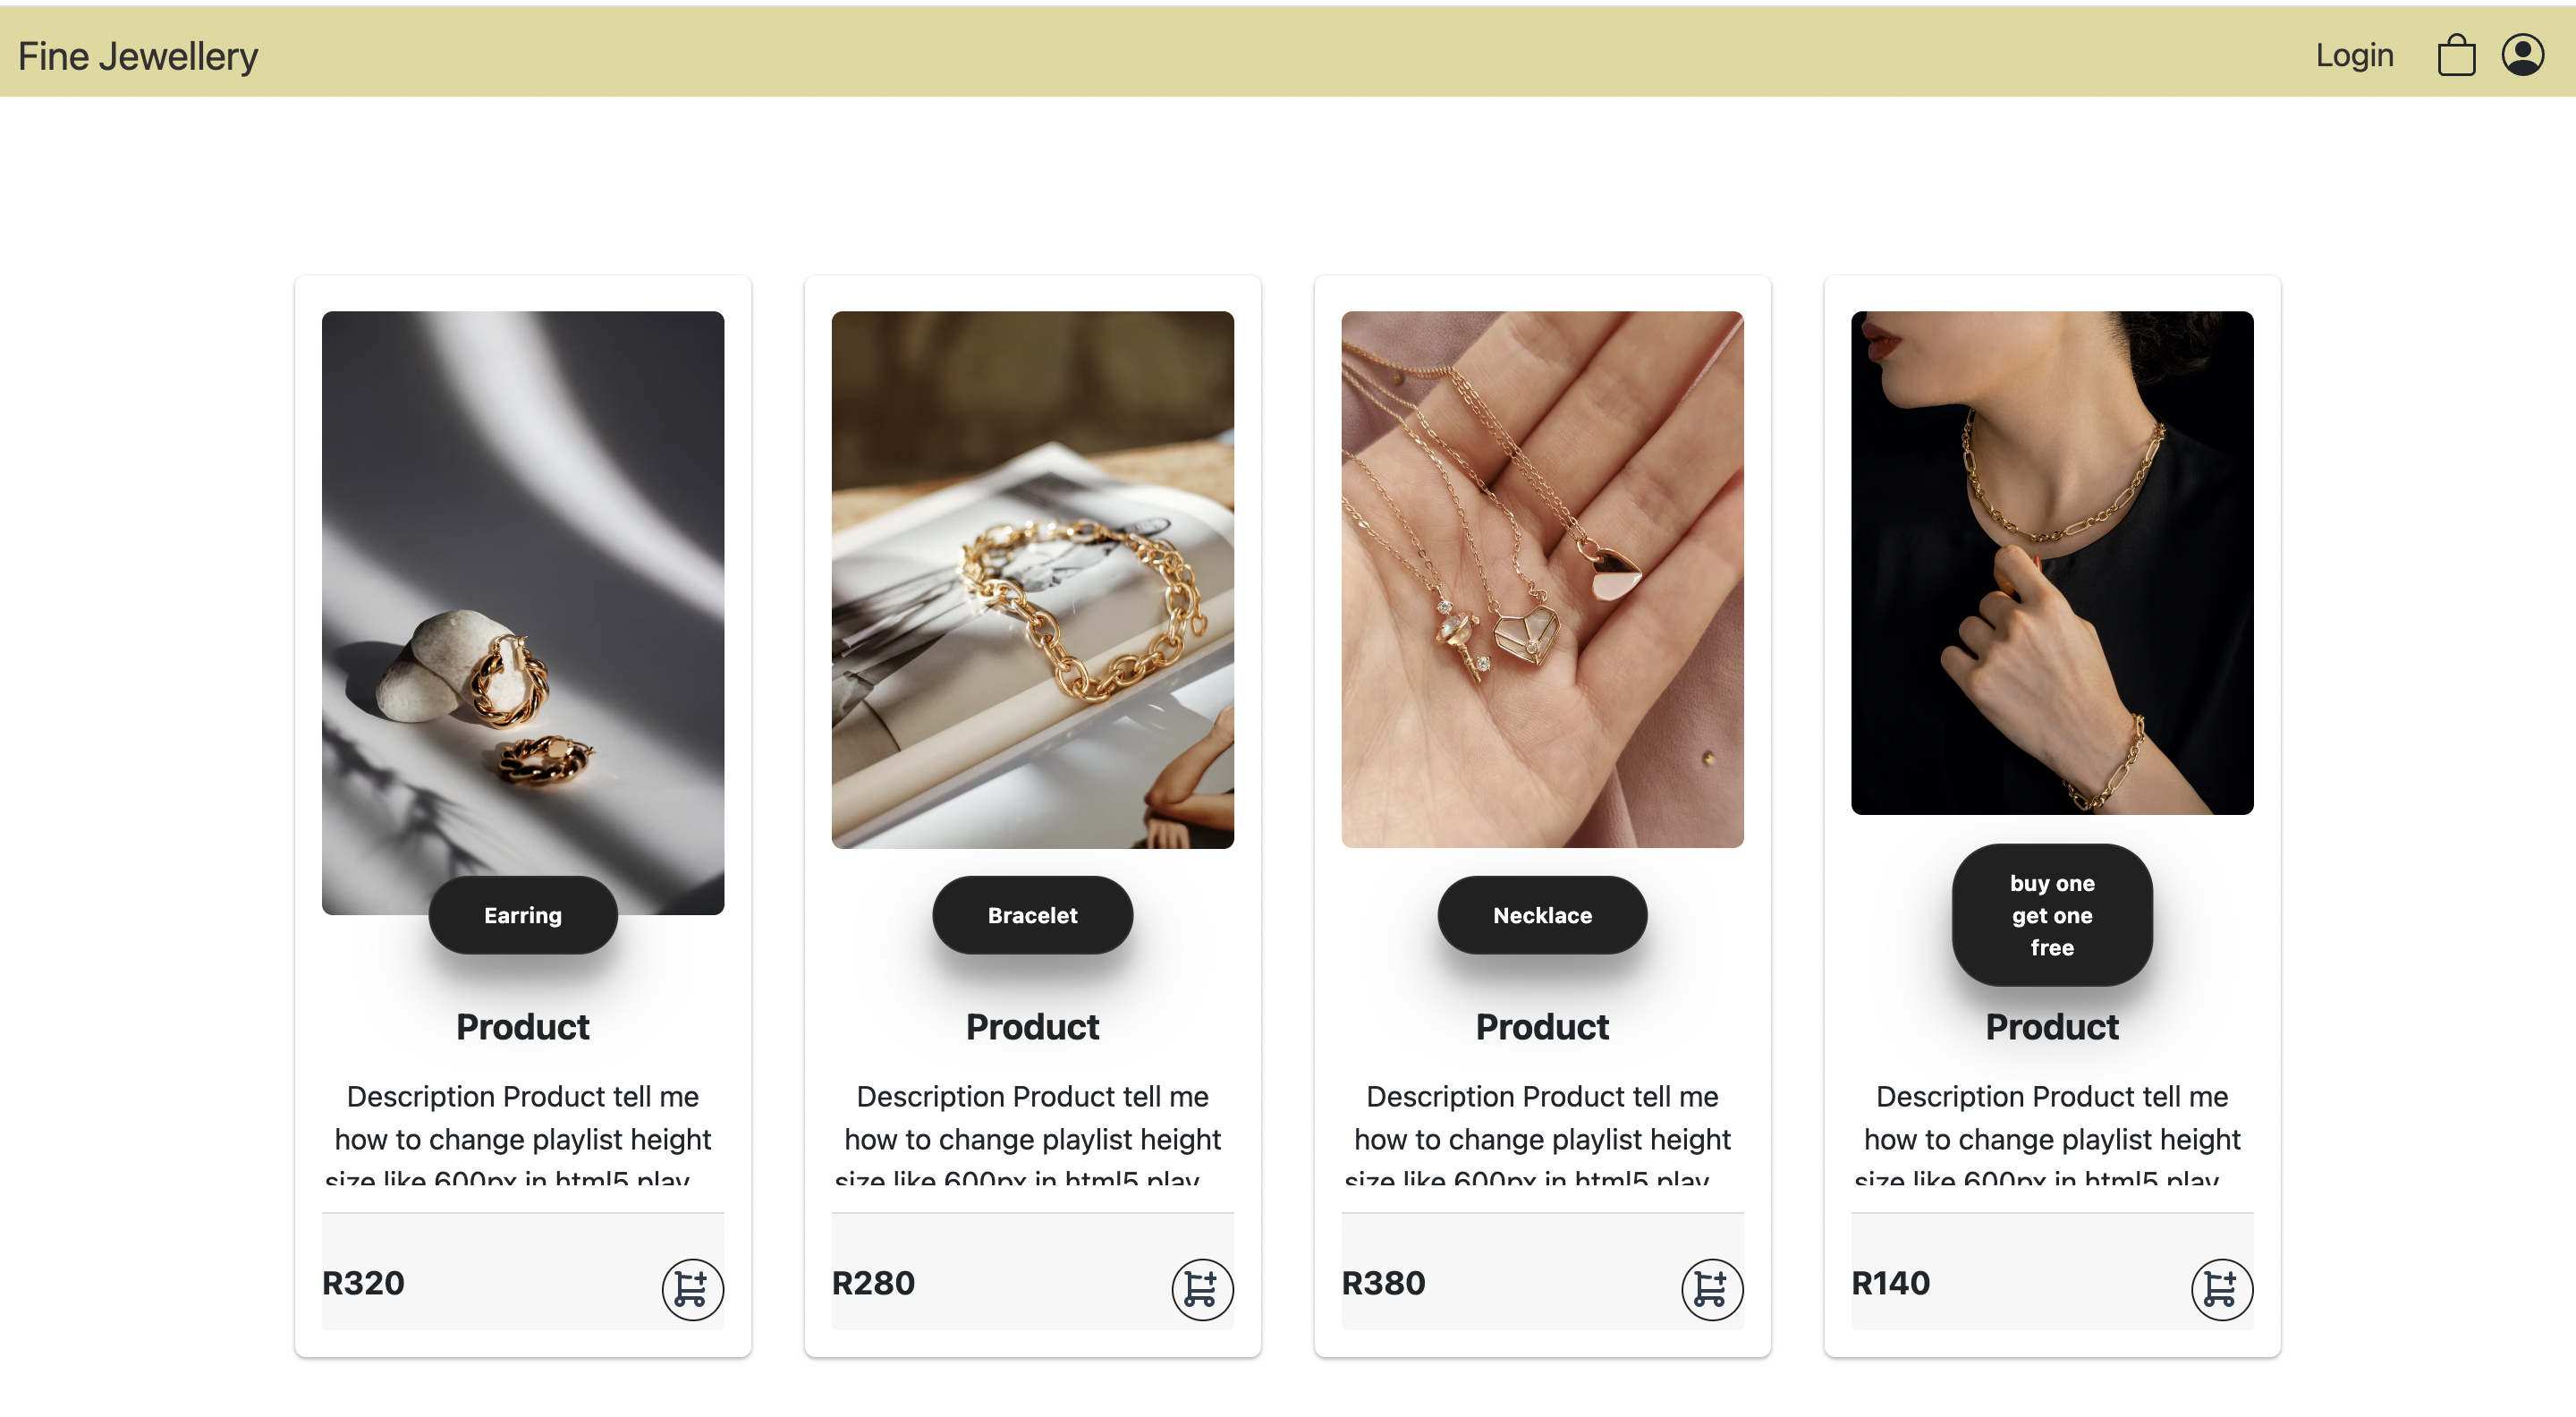 Fine Jewellery
Login
Earring
Product
Description Product tell me
how to change playlist height
size like 600px in html5 play
R320
Bracelet
Product
Description Product tell me
how to change playlist height
size like 600px in html5 play
R280
Necklace
Product
Description Product tell me
how to change playlist height
size like 600px in html5 play
R380
buy one
get one
free
Product
Description Product tell me
how to change playlist height
size like 600px in html5 play
R140